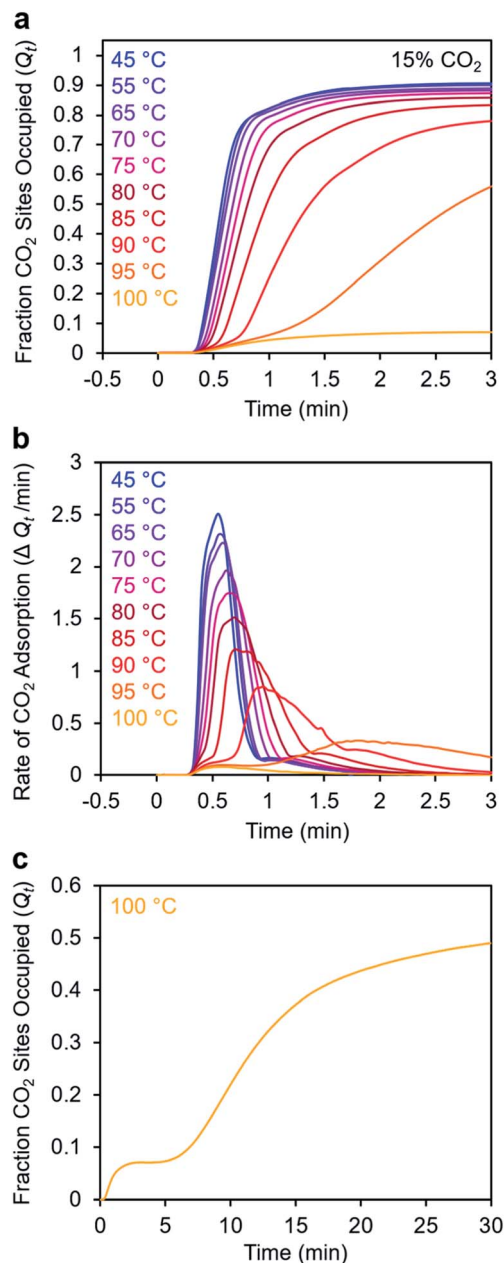 a
Fraction CO₂ Sites Occupied (Qₜ)
1
0.9
0.8
0.7
0.6
0.5
0.4
0.3
0.2
0.1
0
45 °C
55 °C
65 °C
70 °C
75 °C
80 °C
85 °C
90 °C
95 °C
100 °C
15% CO₂
-0.5 0 0.5 1 1.5 2 2.5 3
Time (min)
b
Rate of CO₂ Adsorption (Δ Qₜ /min)
3
2.5
2
1.5
1
0.5
0
45 °C
55 °C
65 °C
70 °C
75 °C
80 °C
85 °C
90 °C
95 °C
100 °C
-0.5 0 0.5 1 1.5 2 2.5 3
Time (min)
c
Fraction CO₂ Sites Occupied (Qₜ)
0.6
0.5
0.4
0.3
0.2
0.1
0
100 °C
0 5 10 15 20 25 30
Time (min)